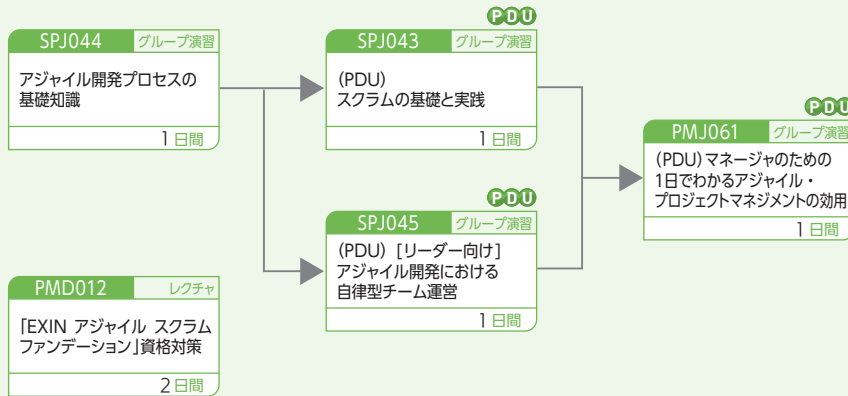 SPJ044 グループ演習
アジャイル開発プロセスの
基礎知識
1日間
PDU
SPJ043 グループ演習
(PDU)
スクラムの基礎と実践
1日間
PDU
SPJ045 グループ演習
(PDU)［リーダー向け］
アジャイル開発における
自律型チーム運営
1日間
PDU
PMJ061 グループ演習
(PDU)マネージャのための
1日でわかるアジャイル・
プロジェクトマネジメントの効用
1日間
PMD012 レクチャ
「EXIN アジャイル スクラム
ファンデーション」資格対策
2日間